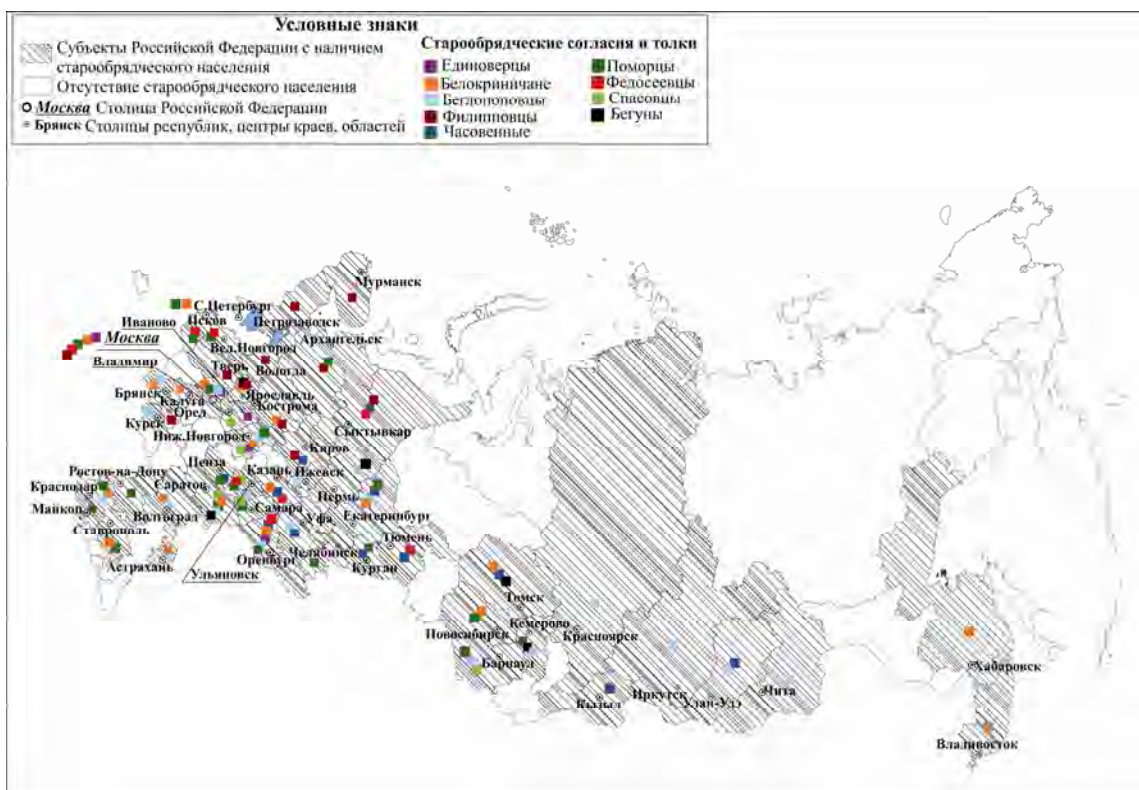 Условные знаки
Субъекты Российской Федерации с наличием
старообрядческого населения
Отсутствие старообрядческого населения
Москва Столица Российской Федерации
Брянск Столицы республик, центры краев, областей
Старообрядческие согласия и толки
Единоверцы
Белокриничане
Беглопоповцы
Филипповцы
Часовенные
Поморцы
Федосеевцы
Спасовцы
Бегуны
Мурманск
С.Петербург
Иваново
Псков
Петрозаводск
Москва
Вел.Новгород
Архангельск
Владимир
Тверь
Вологда
Брянск
Калуга
Ярославль
Орел
Кострома
Курск
Сыктывкар
Ниж.Новгород
Киров
Пенза
Казань
Ижевск
Ростов-на-Дону
Краснодар
Саратов
Пермь
Майкоп
Волгоград
Самара
Екатеринбург
Уфа
Ставрополь
Тюмень
Челябинск
Оренбург
Астрахань
Курган
Ульяновск
Томск
Кемерово
Новосибирск
Красноярск
Барнаул
Хабаровск
Кызыл
Иркутск
Улан-Удэ
Чита
Владивосток